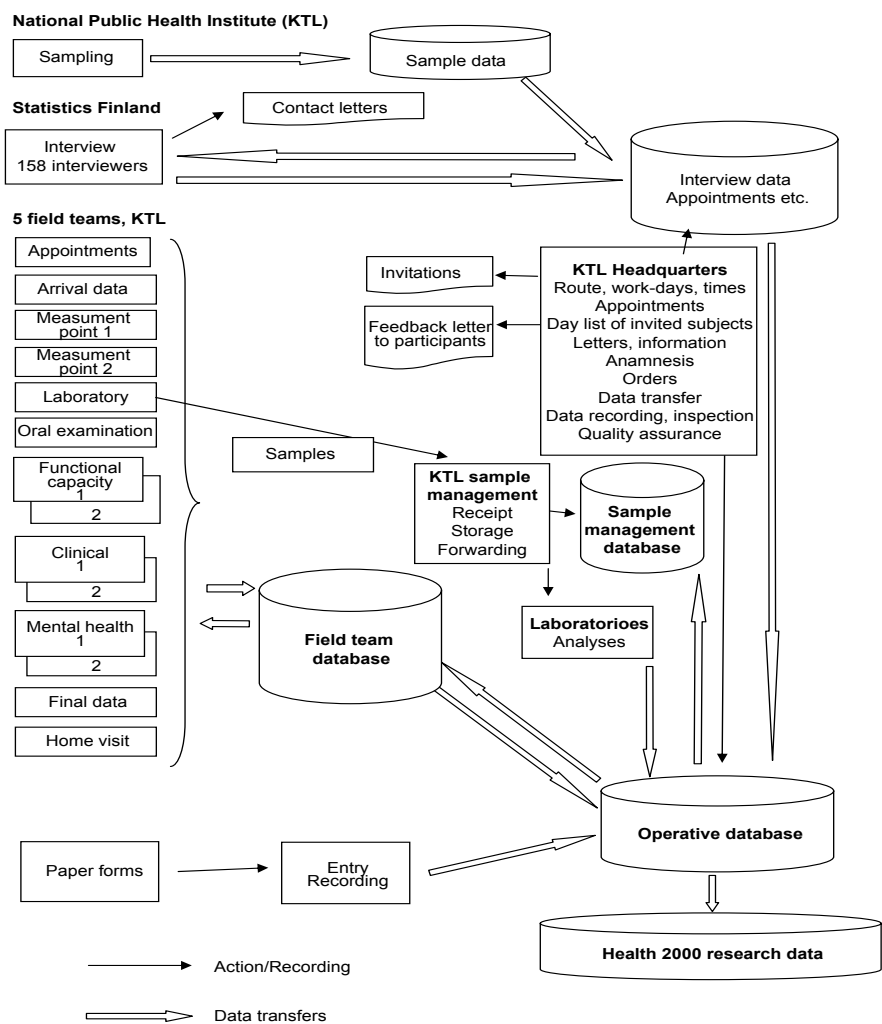 National Public Health Institute (KTL)
Sampling
Sample data
Statistics Finland
Contact letters
Interview
158 interviewers
Interview data
Appointments etc.
5 field teams, KTL
Appointments
Arrival data
Measument
point 1
Measument
point 2
Laboratory
Oral examination
Functional
capacity
1
2
Clinical
1
2
Mental health
1
2
Final data
Home visit
Invitations
Feedback letter
to participants
KTL Headquarters
Route, work-days, times
Appointments
Day list of invited subjects
Letters, information
Anamnesis
Orders
Data transfer
Data recording, inspection
Quality assurance
Samples
KTL sample
management
Receipt
Storage
Forwarding
Sample
management
database
Laboratorioes
Analyses
Field team
database
Operative database
Paper forms
Entry
Recording
Health 2000 research data
Action/Recording
Data transfers